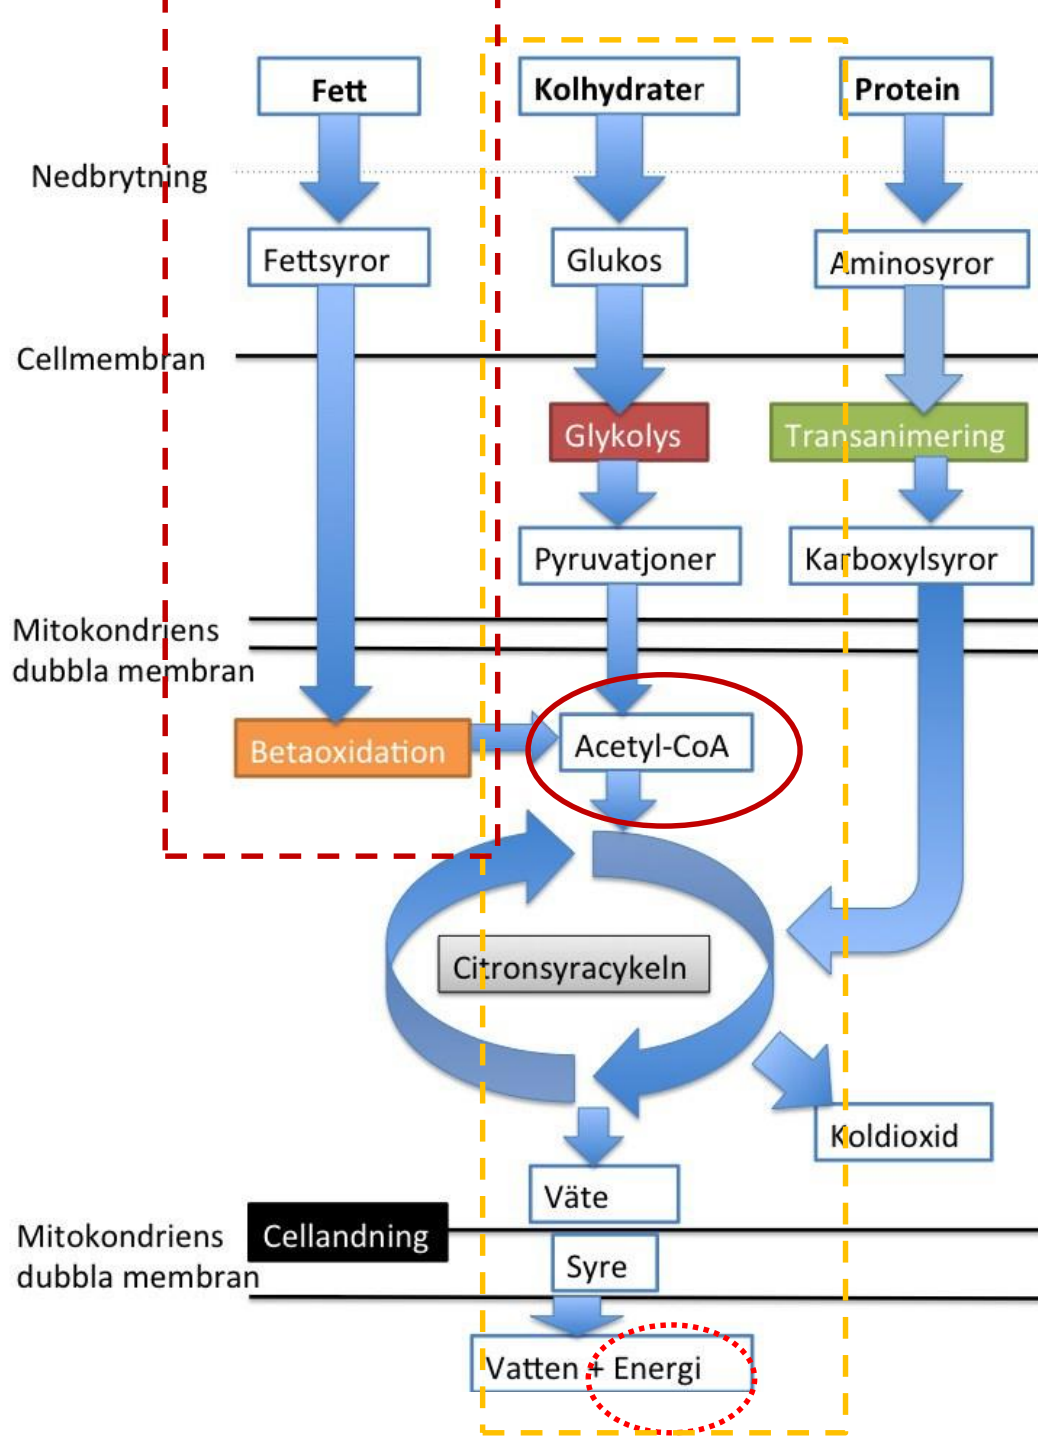 Fett
Kolhydrater
Protein
Nedbrytning
Fettsyror
Glukos
Aminosyror
Cellmembran
Glykolys
Transanimering
Pyruvatjoner
Karboxylsyror
Mitokondriens
dubbla membran
Betaoxidation
Acetyl-CoA
Citronsyracykeln
Koldioxid
Väte
Mitokondriens
dubbla membran
Cellandning
Syre
Vatten + Energi